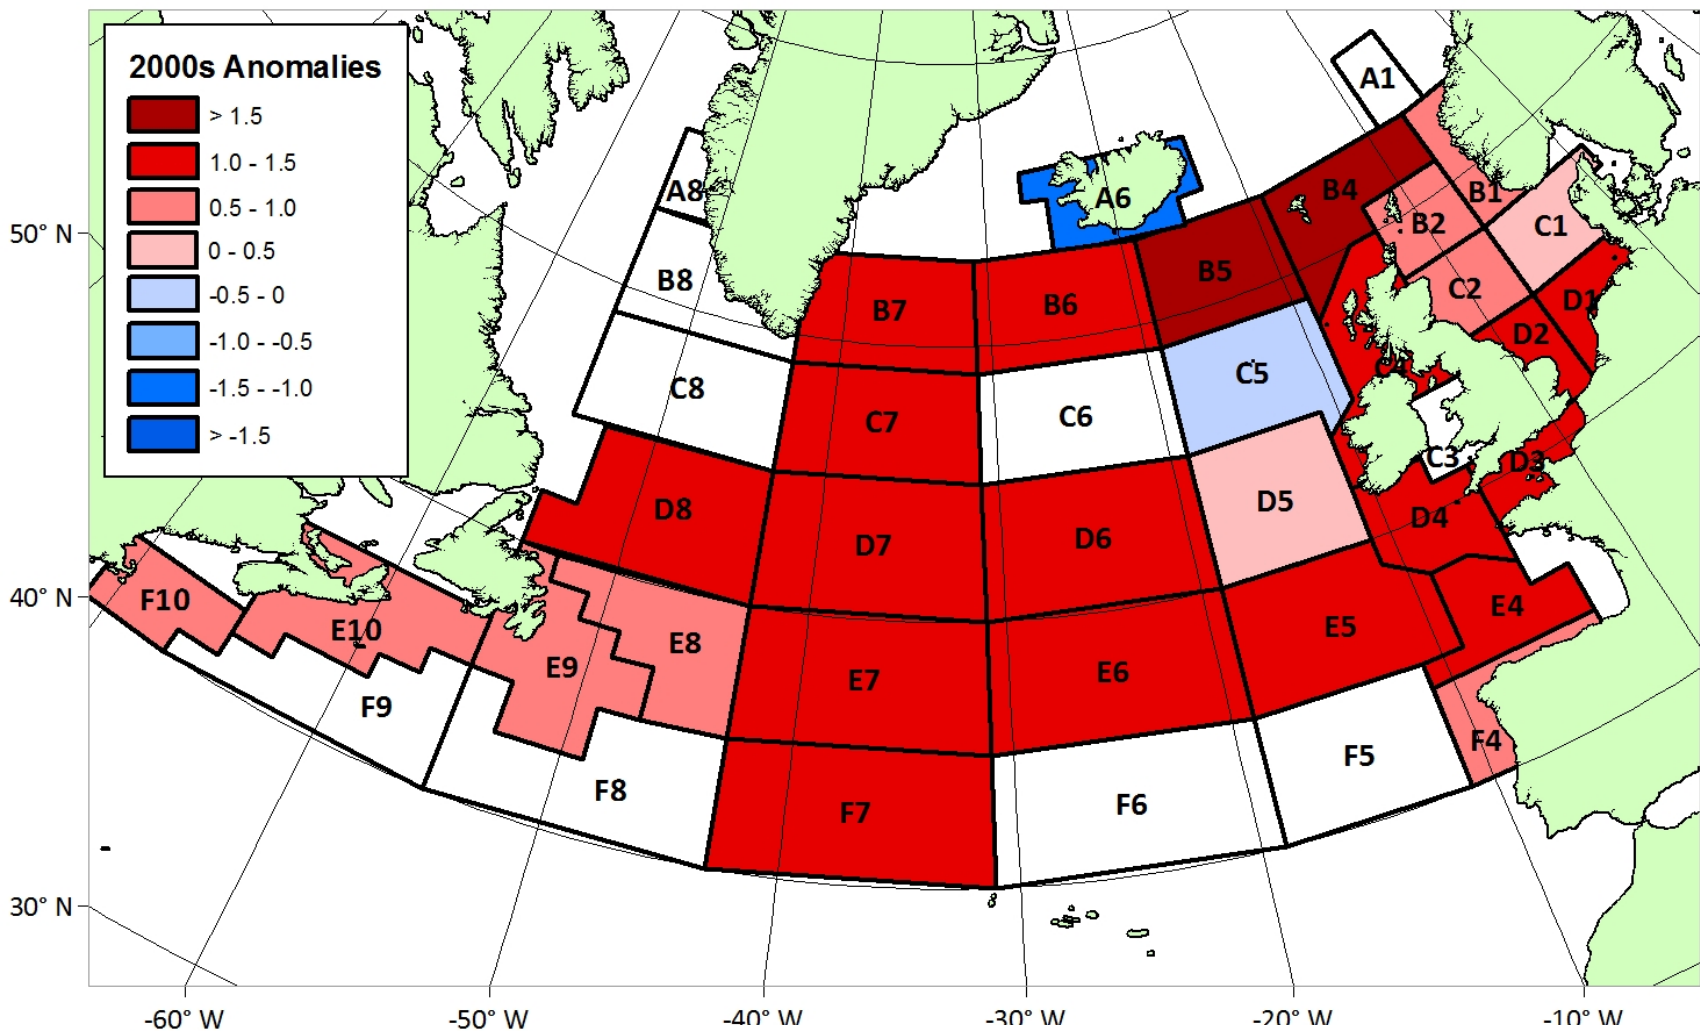 2000s Anomalies
> 1.5
1.0 - 1.5
0.5 - 1.0
0 - 0.5
-0.5 - 0
-1.0 - -0.5
-1.5 - -1.0
> -1.5
A1
A8
A6
B4
B1
B2
C1
50° N
B8
B5
B7
B6
C2
D1
D2
C8
C7
C6
C5
C4
C3
D3
D8
D7
D6
D5
D4
40° N
F10
E10
E9
E8
E7
E6
E5
E4
F9
F8
F7
F6
F5
F4
30° N
-60° W
-50° W
-40° W
-30° W
-20° W
-10° W